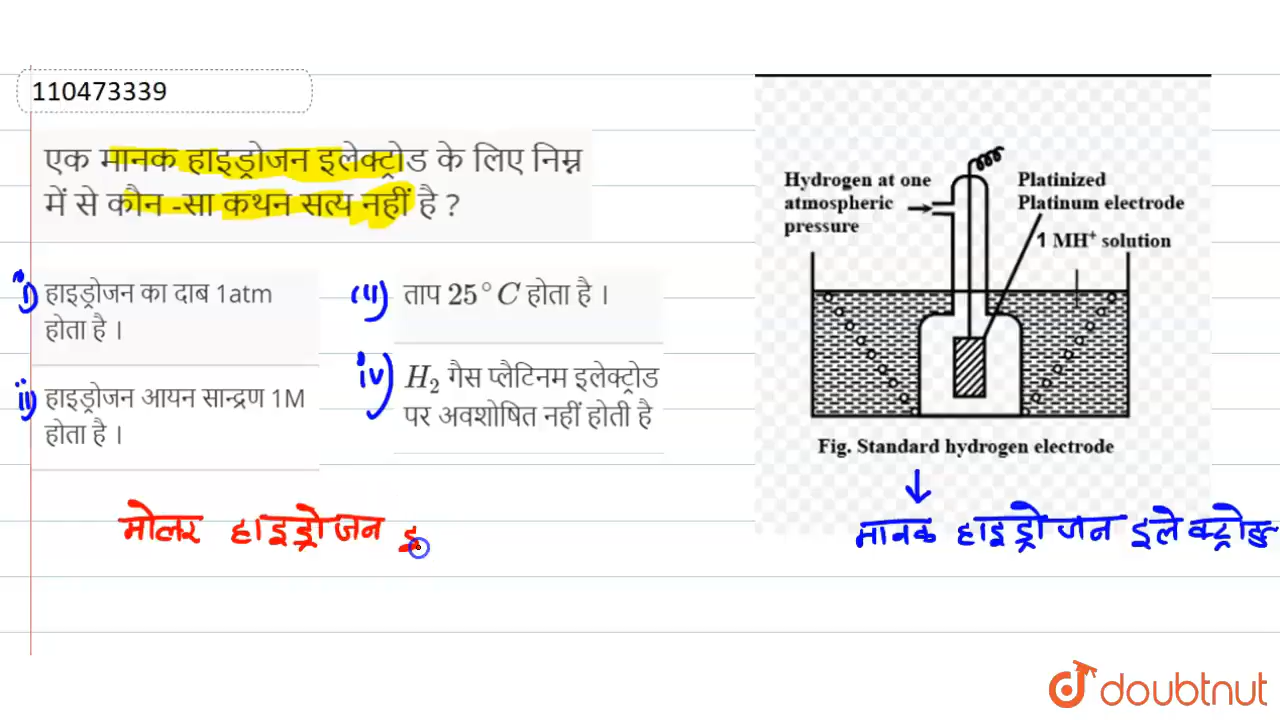 110473339
एक मानक हाइड्रोजन इलेक्ट्रोड के लिए निम्न
में से कौन -सा कथन सत्य नहीं है ?
i) हाइड्रोजन का दाब 1atm
होता है ।
(ii) ताप 25°C होता है ।
iii) हाइड्रोजन आयन सान्द्रण 1M
होता है ।
iv) H₂ गैस प्लैटिनम इलेक्ट्रोड
पर अवशोषित नहीं होती है
मोलर हाइड्रोजन इ
Hydrogen at one
atmospheric
pressure
Platinized
Platinum electrode
1 MH⁺ solution
Fig. Standard hydrogen electrode
मानक हाइड्रोजन इलेक्ट्रोड
doubtnut